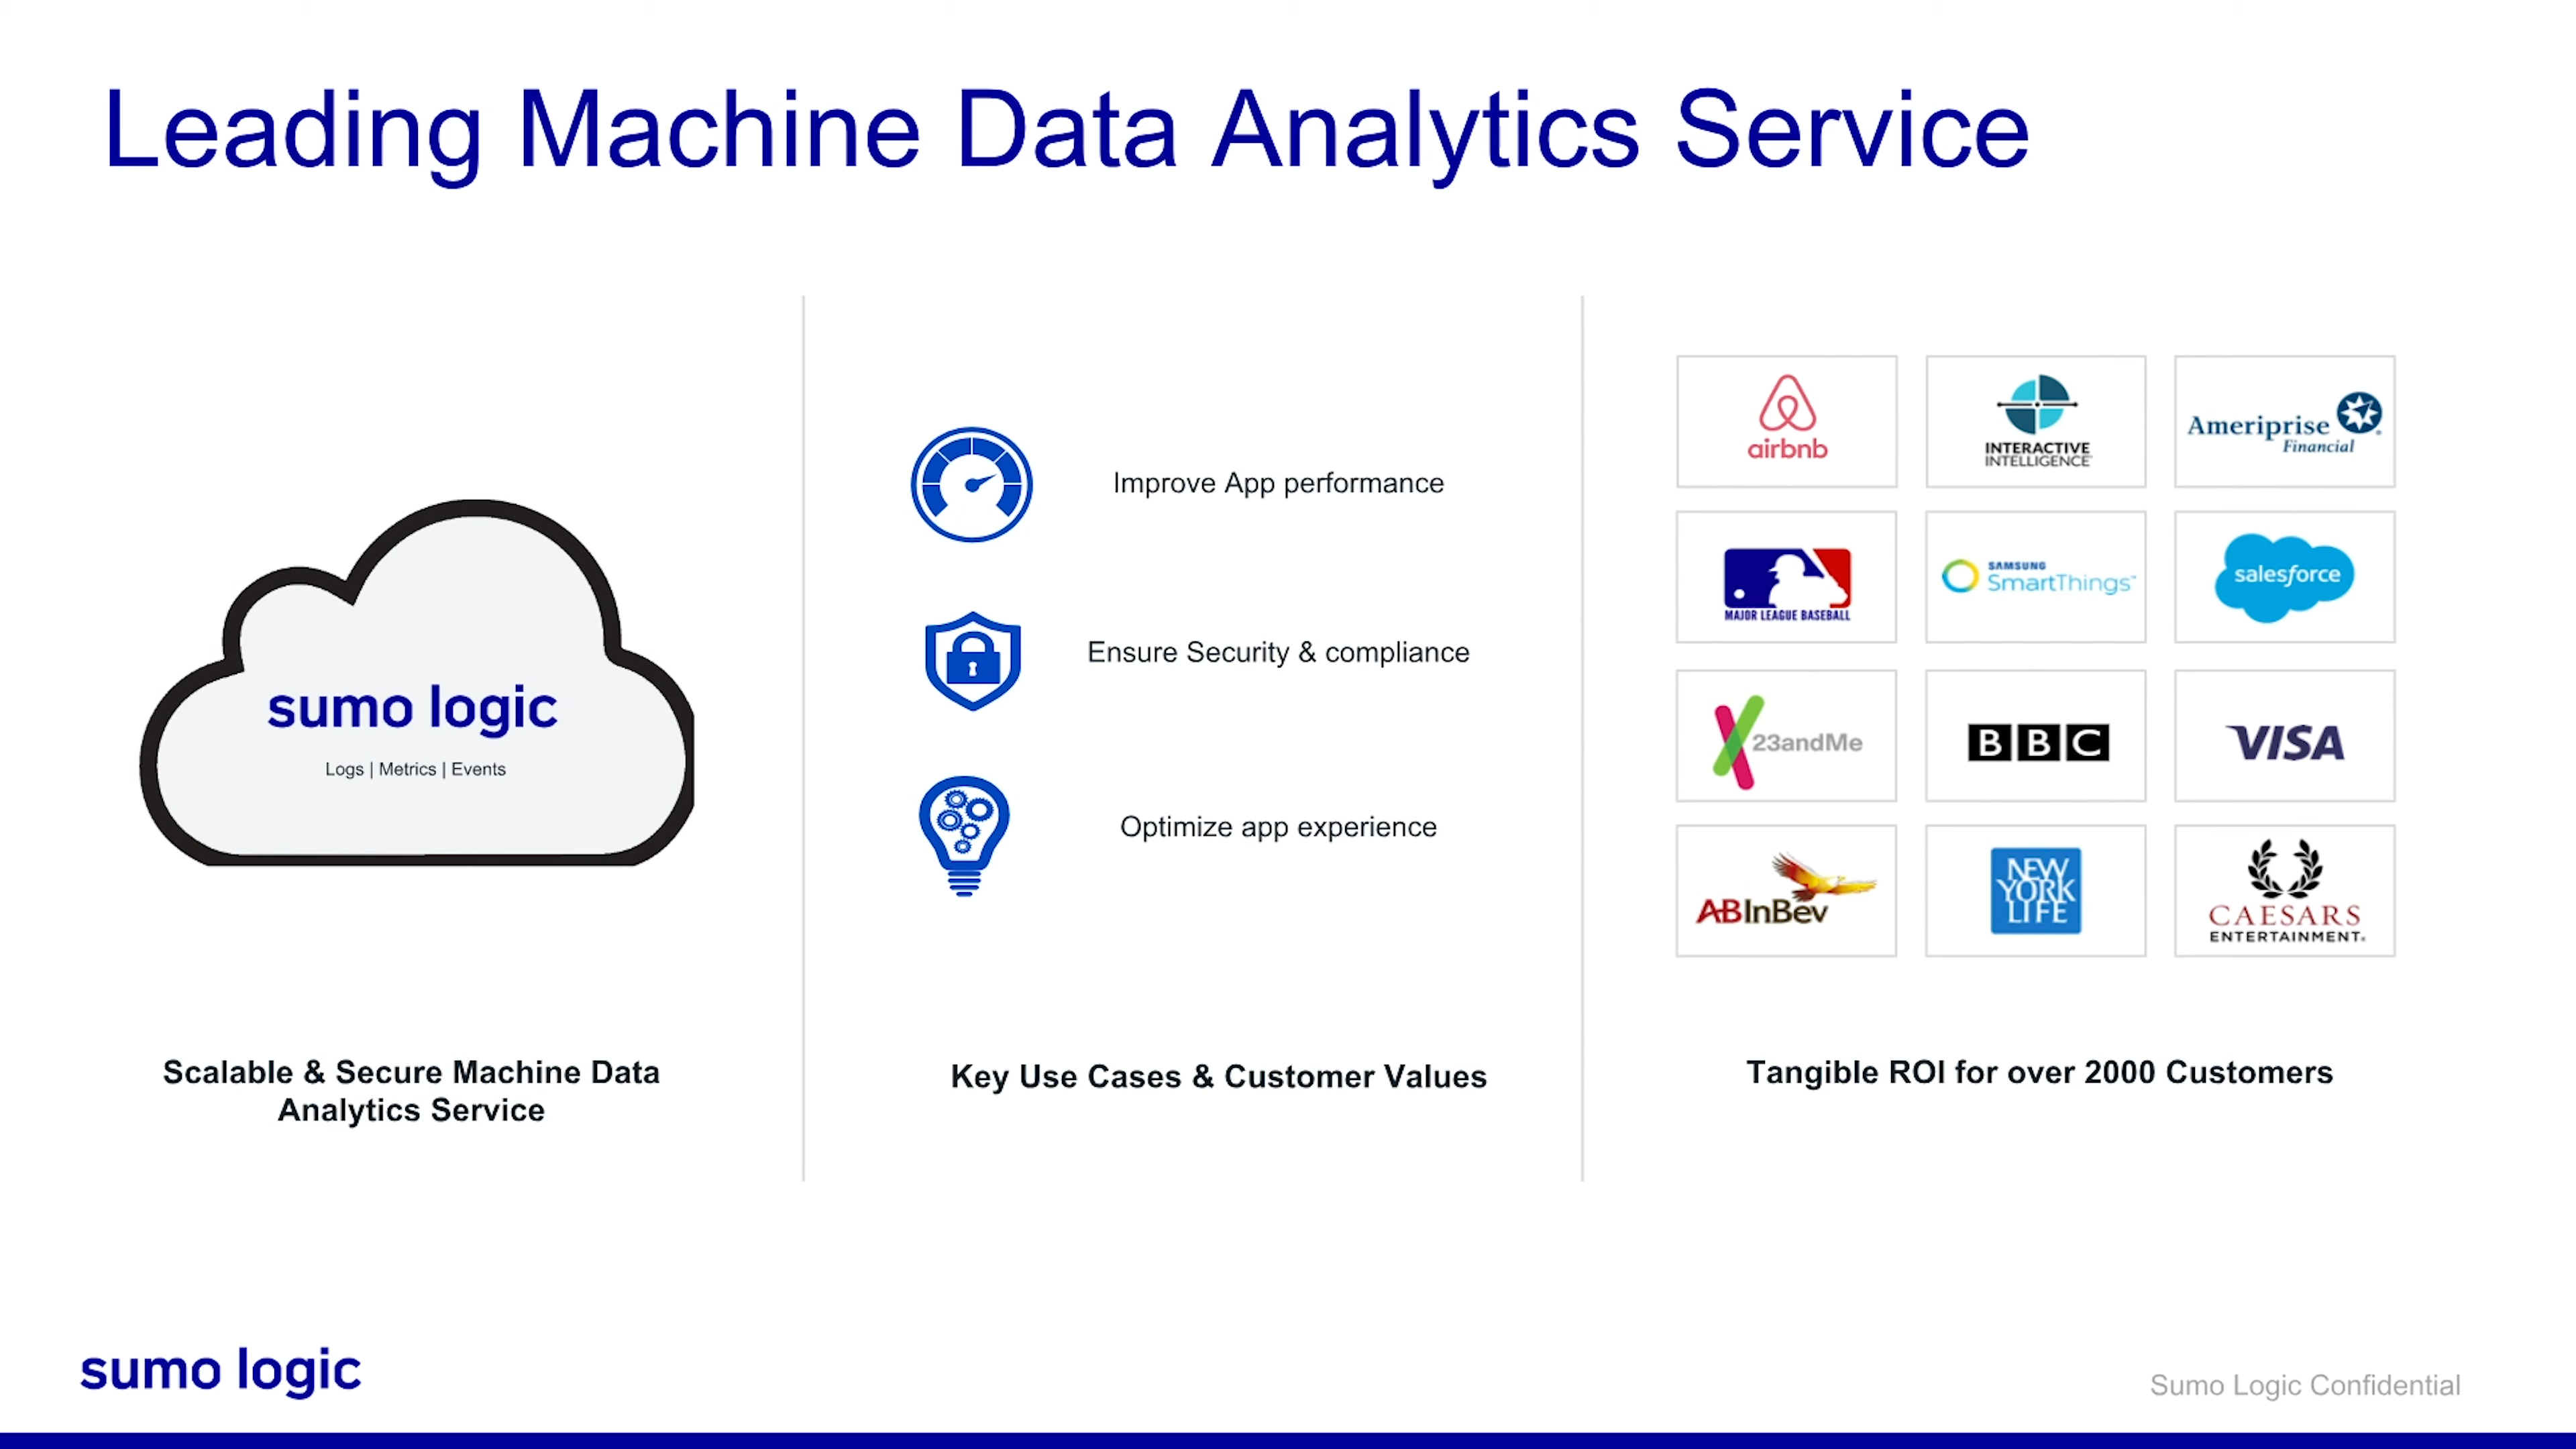 Leading Machine Data Analytics Service
sumo logic
Logs | Metrics | Events
Scalable & Secure Machine Data
Analytics Service
Improve App performance
Ensure Security & compliance
Optimize app experience
Key Use Cases & Customer Values
airbnb
INTERACTIVE
INTELLIGENCE
Ameriprise
Financial
MAJOR LEAGUE BASEBALL
SAMSUNG
SmartThings™
salesforce
23andMe
BBC
VISA
ABInBev
NEW
YORK
LIFE
CAESARS
ENTERTAINMENT®
Tangible ROI for over 2000 Customers
sumo logic
Sumo Logic Confidential